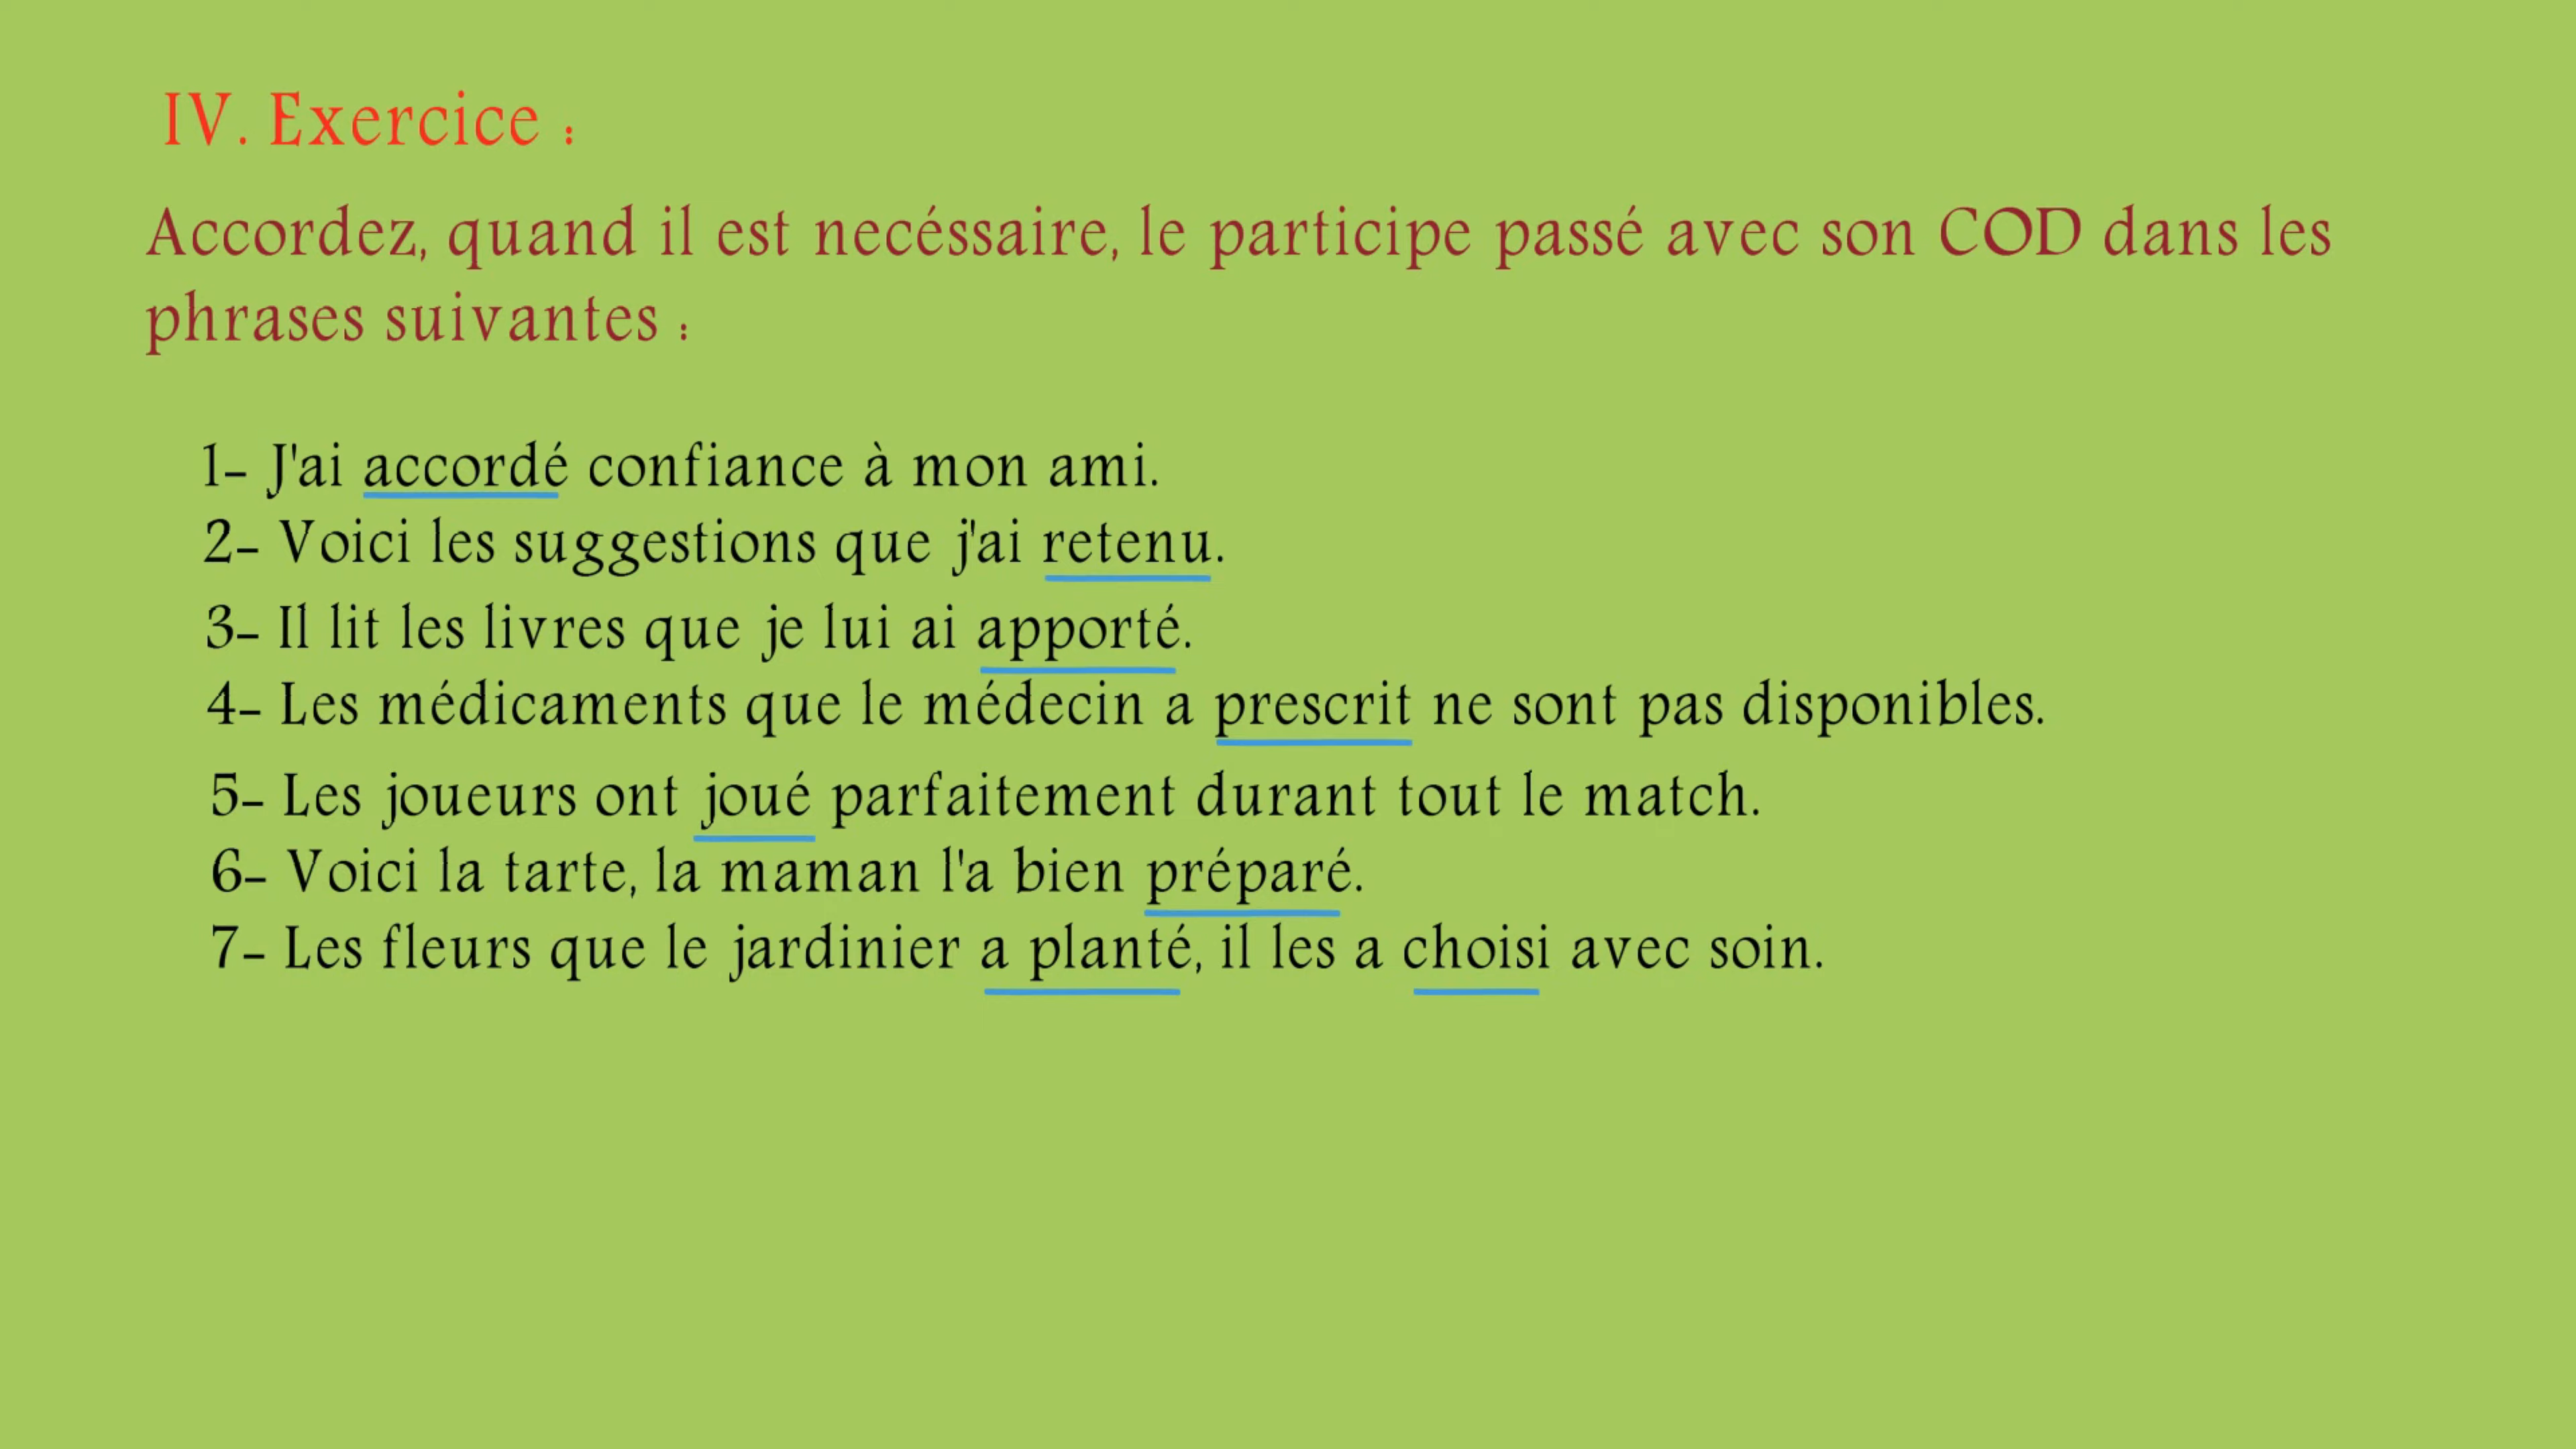 IV. Exercice :
Accordez, quand il est necéssaire, le participe passé avec son COD dans les
phrases suivantes :
1- J'ai accordé confiance à mon ami.
2- Voici les suggestions que j'ai retenu.
3- Il lit les livres que je lui ai apporté.
4- Les médicaments que le médecin a prescrit ne sont pas disponibles.
5- Les joueurs ont joué parfaitement durant tout le match.
6- Voici la tarte, la maman l'a bien préparé.
7- Les fleurs que le jardinier a planté, il les a choisi avec soin.